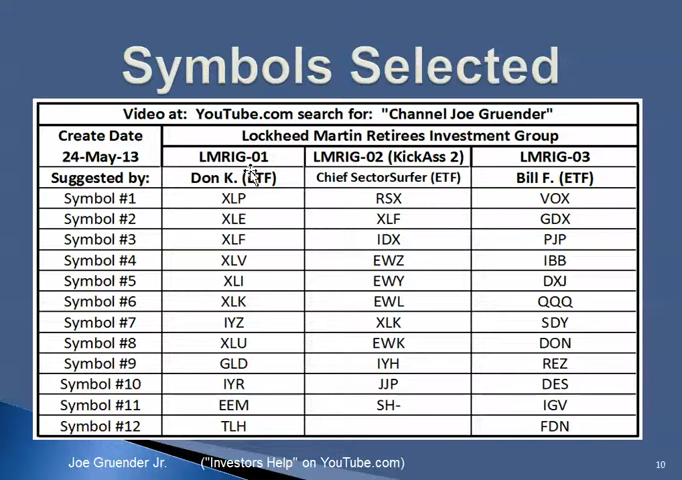 Symbols Selected
Video at: YouTube.com search for: "Channel Joe Gruender"
Create Date Lockheed Martin Retirees Investment Group
24-May-13 LMRIG-01 LMRIG-02 (KickAss 2) LMRIG-03
Suggested by: Don K. (ETF) Chief SectorSurfer (ETF) Bill F. (ETF)
Symbol #1 XLP RSX VOX
Symbol #2 XLE XLF GDX
Symbol #3 XLF IDX PJP
Symbol #4 XLV EWZ IBB
Symbol #5 XLI EWY DXJ
Symbol #6 XLK EWL QQQ
Symbol #7 IYZ XLK SDY
Symbol #8 XLU EWK DON
Symbol #9 GLD IYH REZ
Symbol #10 IYR JJP DES
Symbol #11 EEM SH- IGV
Symbol #12 TLH FDN
Joe Gruender Jr. ("Investors Help" on YouTube.com) 10